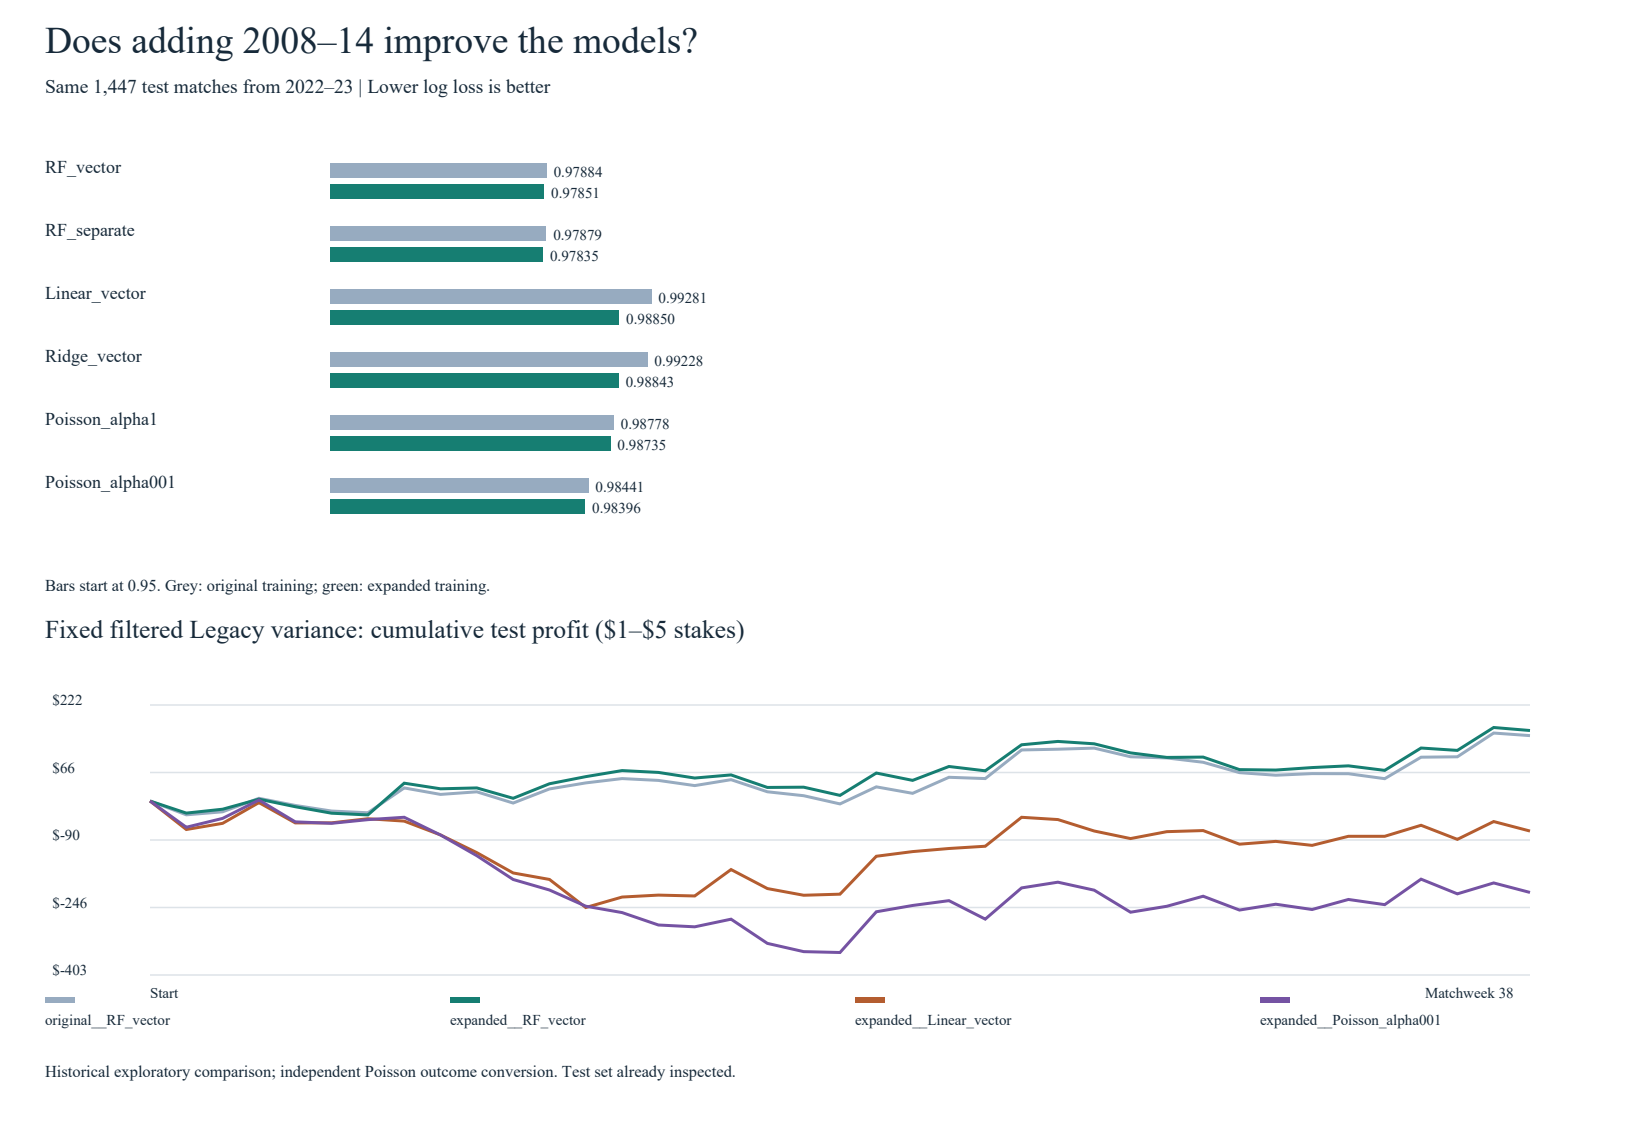 Does adding 2008–14 improve the models?
Same 1,447 test matches from 2022–23 | Lower log loss is better
RF_vector
0.97884
0.97851
RF_separate
0.97879
0.97835
Linear_vector
0.99281
0.98850
Ridge_vector
0.99228
0.98843
Poisson_alpha1
0.98778
0.98735
Poisson_alpha001
0.98441
0.98396
Bars start at 0.95. Grey: original training; green: expanded training.
Fixed filtered Legacy variance: cumulative test profit ($1–$5 stakes)
$222
$66
$-90
$-246
$-403
Start
Matchweek 38
original__RF_vector
expanded__RF_vector
expanded__Linear_vector
expanded__Poisson_alpha001
Historical exploratory comparison; independent Poisson outcome conversion. Test set already inspected.